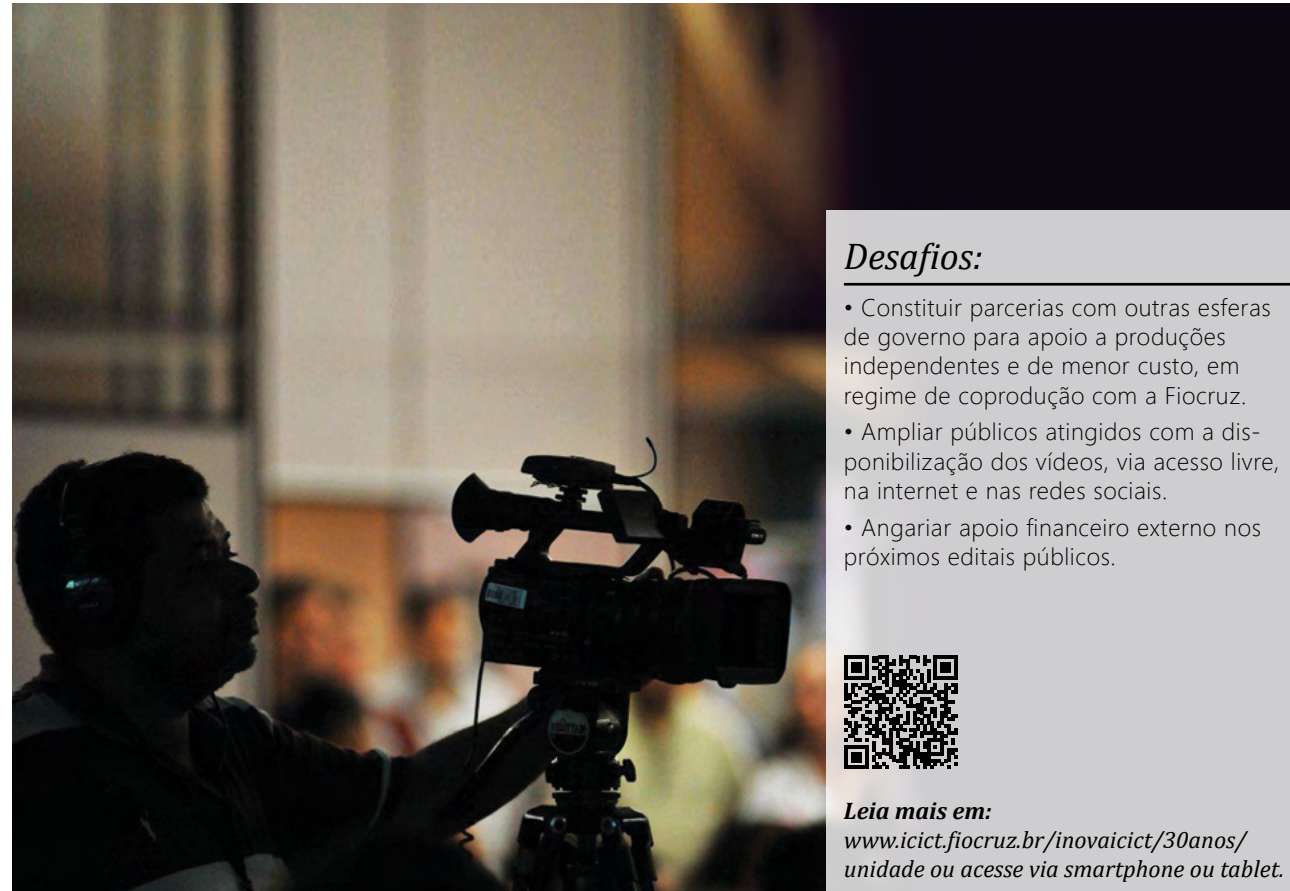 Desafios:
• Constituir parcerias com outras esferas
de governo para apoio a produções
independentes e de menor custo, em
regime de coprodução com a Fiocruz.
• Ampliar públicos atingidos com a dis-
ponibilização dos vídeos, via acesso livre,
na internet e nas redes sociais.
• Angariar apoio financeiro externo nos
próximos editais públicos.
Leia mais em:
www.icict.fiocruz.br/inovaicict/30anos/
unidade ou acesse via smartphone ou tablet.